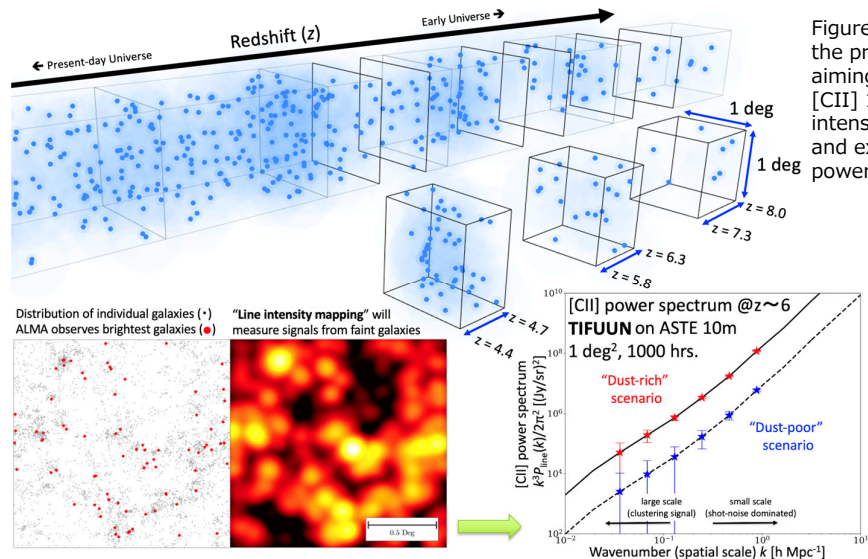 ← Present-day Universe
Redshift (z)
Early Universe →
1 deg
1 deg
z = 8.0
z = 7.3
z = 6.3
z = 5.8
z = 4.7
z = 4.4
Figure
the pr
aiming
[CII]
intens
and ex
power
Distribution of individual galaxies (•)
ALMA observes brightest galaxies (●)
“Line intensity mapping” will
measure signals from faint galaxies
0.5 Deg
[CII] power spectrum @z～6
TIFUUN on ASTE 10m
1 deg², 1000 hrs.
“Dust-rich”
scenario
“Dust-poor”
scenario
large scale
(clustering signal)
small scale
(shot-noise dominated)
[CII] power spectrum
k³P_line(k)/2π² [(Jy/sr)²]
10¹⁰
10⁸
10⁶
10⁴
10²
10⁻²
10⁻¹
10⁰
Wavenumber (spatial scale) k [h Mpc⁻¹]